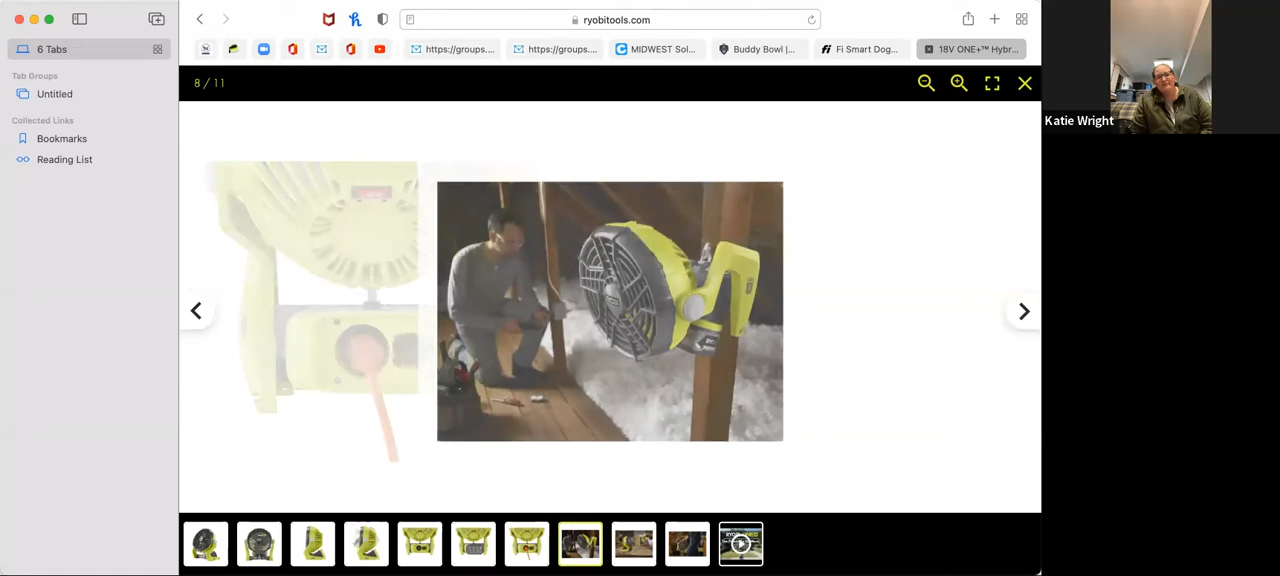 ryobitools.com
6 Tabs
https://groups....
https://groups....
MIDWEST Sol...
Buddy Bowl |...
Fi Smart Dog...
18V ONE+™ Hybr...
Tab Groups
Untitled
Collected Links
Bookmarks
Reading List
8 / 11
Katie Wright